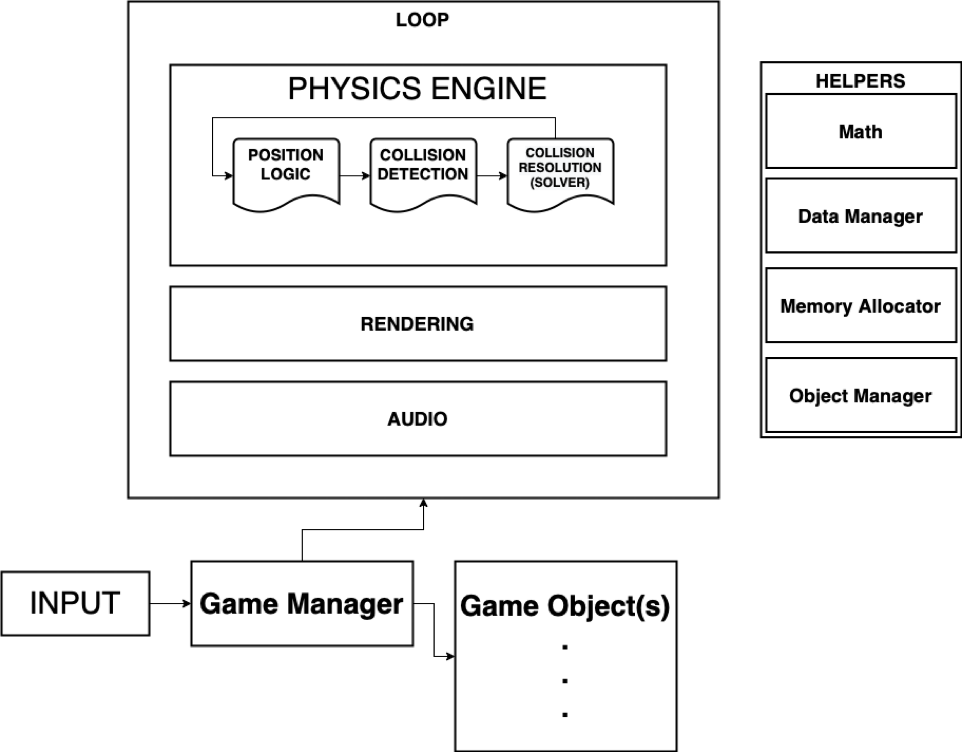 LOOP
PHYSICS ENGINE
POSITION
LOGIC
COLLISION
DETECTION
COLLISION
RESOLUTION
(SOLVER)
RENDERING
AUDIO
HELPERS
Math
Data Manager
Memory Allocator
Object Manager
INPUT
Game Manager
Game Object(s)
.
.
.